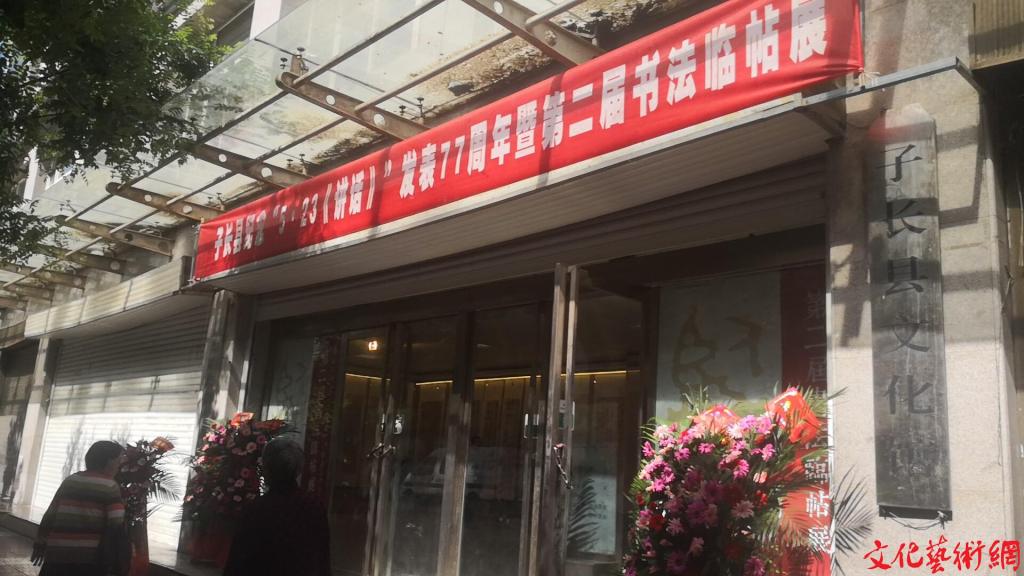 子长县纪念“5·23《讲话》”发表77周年暨第二届书法临帖展
子长县文化馆
第二届
临帖展
文化藝術網